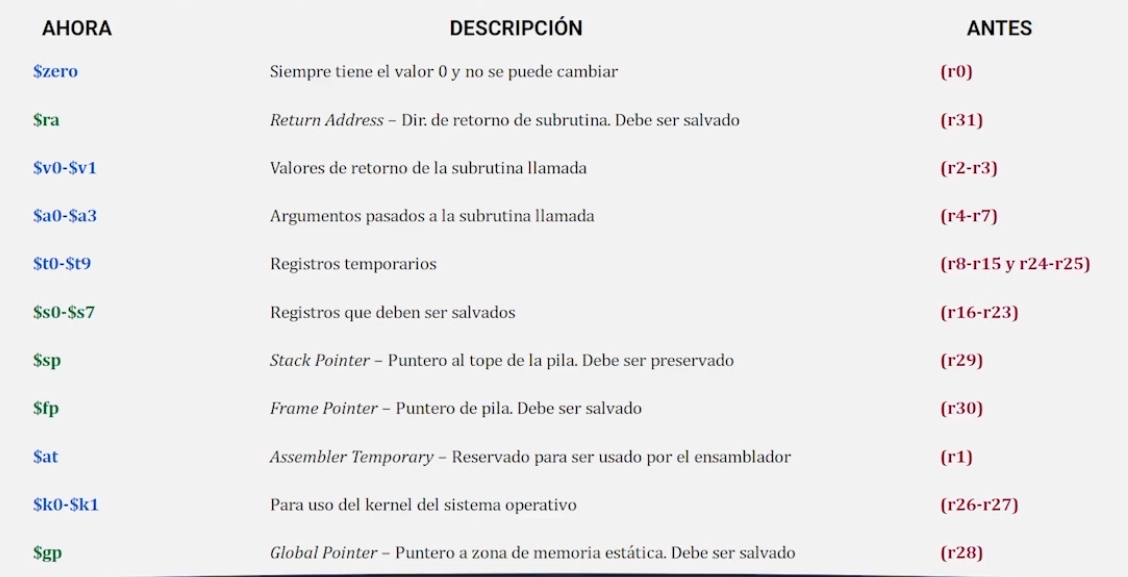 AHORA DESCRIPCIÓN ANTES
$zero Siempre tiene el valor 0 y no se puede cambiar (r0)
$ra Return Address – Dir. de retorno de subrutina. Debe ser salvado (r31)
$v0-$v1 Valores de retorno de la subrutina llamada (r2-r3)
$a0-$a3 Argumentos pasados a la subrutina llamada (r4-r7)
$t0-$t9 Registros temporarios (r8-r15 y r24-r25)
$s0-$s7 Registros que deben ser salvados (r16-r23)
$sp Stack Pointer – Puntero al tope de la pila. Debe ser preservado (r29)
$fp Frame Pointer – Puntero de pila. Debe ser salvado (r30)
$at Assembler Temporary – Reservado para ser usado por el ensamblador (r1)
$k0-$k1 Para uso del kernel del sistema operativo (r26-r27)
$gp Global Pointer – Puntero a zona de memoria estática. Debe ser salvado (r28)